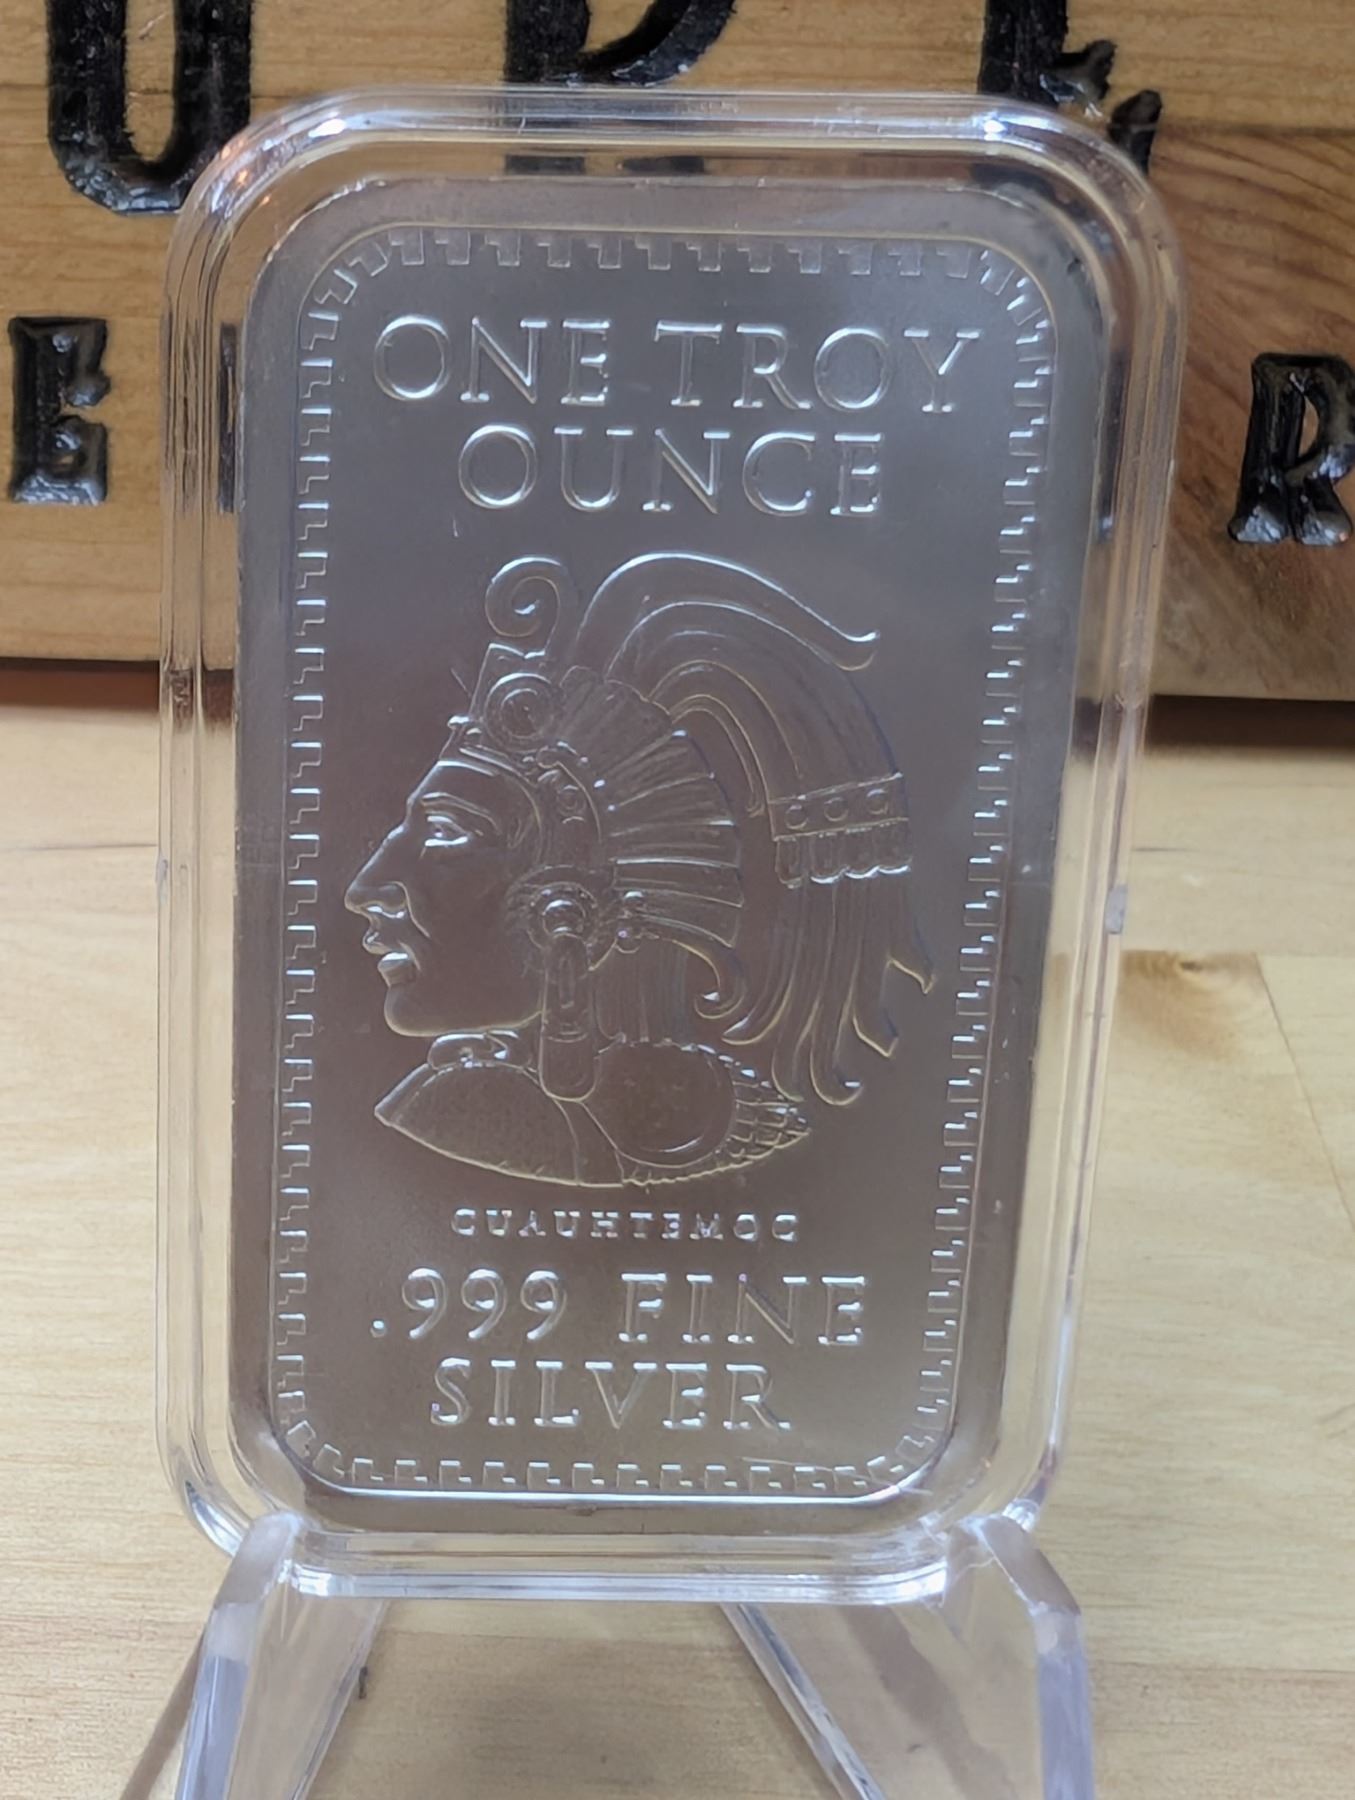 ONE TROY
OUNCE
CUAUHTEMOC
.999 FINE
SILVER